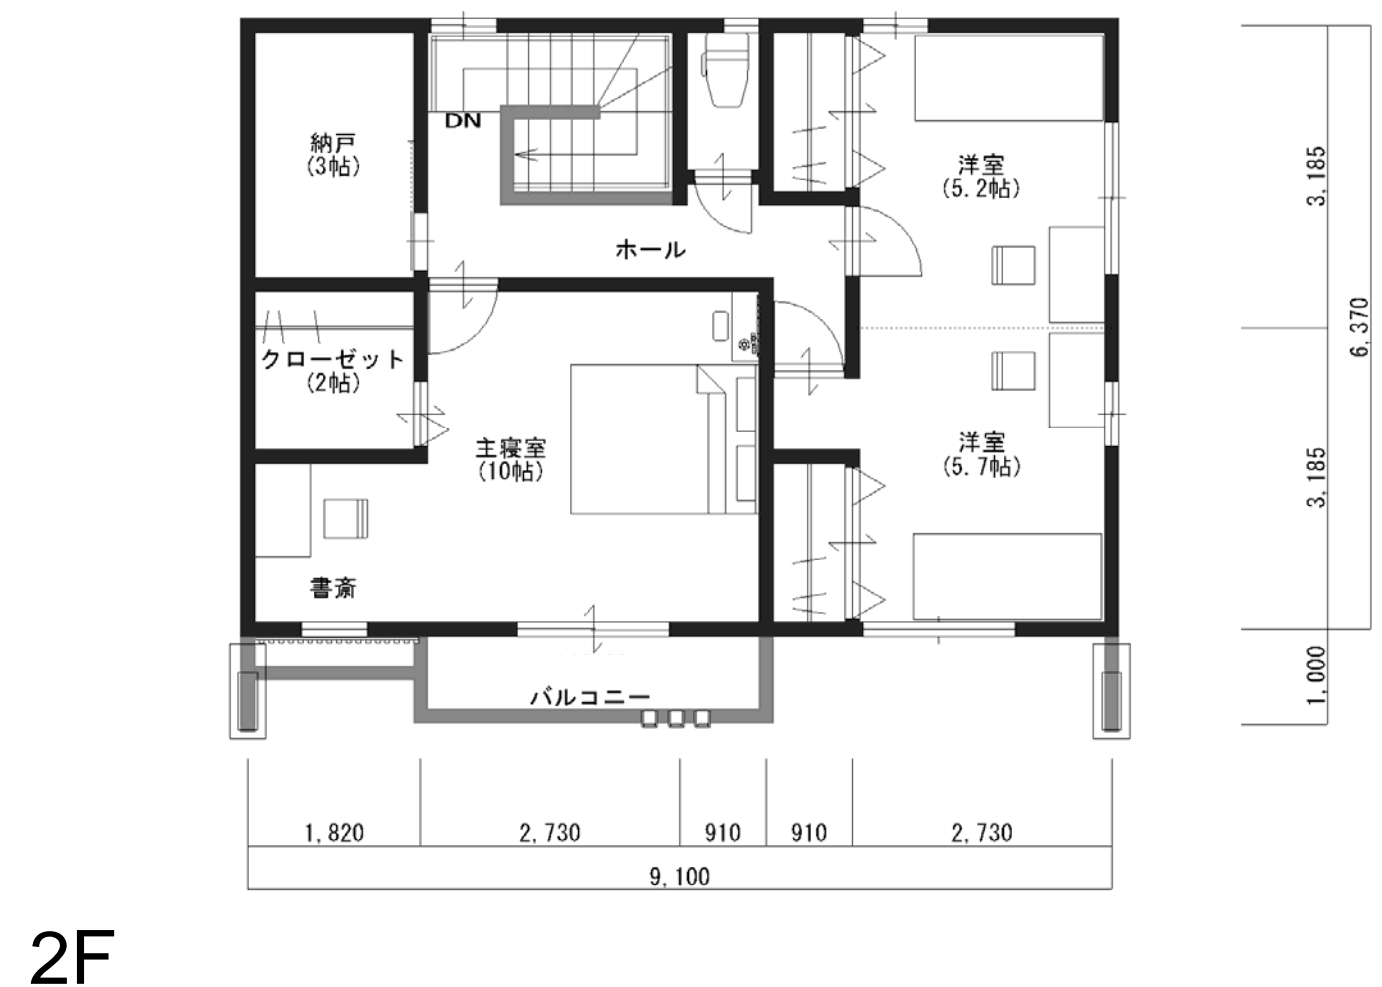 DN
納戸
(3帖)
洋室
(5.2帖)
ホール
クローゼット
(2帖)
主寝室
(10帖)
洋室
(5.7帖)
書斎
バルコニー
3,185
6,370
3,185
1,000
1,820
2,730
910
910
2,730
9,100
2F